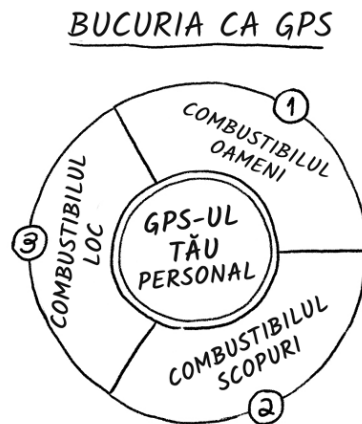 BUCURIA CA GPS
1
COMBUSTIBILUL
OAMENI
GPS-UL
TĂU
PERSONAL
COMBUSTIBILUL
SCOPURI
2
3
COMBUSTIBILUL
LOC